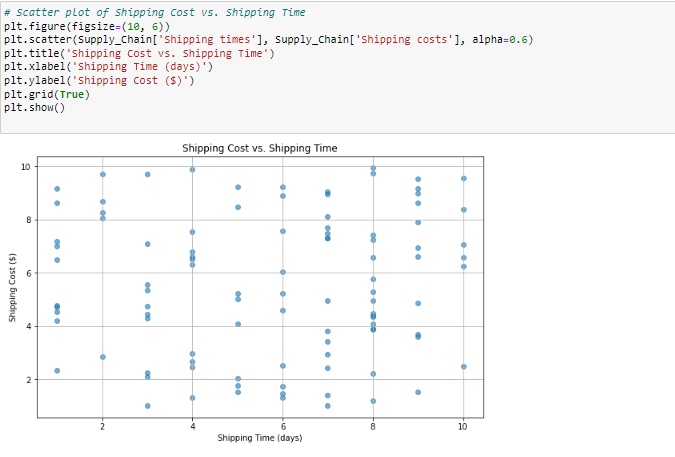 # Scatter plot of Shipping Cost vs. Shipping Time
plt.figure(figsize=(10, 6))
plt.scatter(Supply_Chain['Shipping times'], Supply_Chain['Shipping costs'], alpha=0.6)
plt.title('Shipping Cost vs. Shipping Time')
plt.xlabel('Shipping Time (days)')
plt.ylabel('Shipping Cost ($)')
plt.grid(True)
plt.show()
Shipping Cost vs. Shipping Time
10
8
6
4
2
Shipping Cost ($)
2 4 6 8 10
Shipping Time (days)